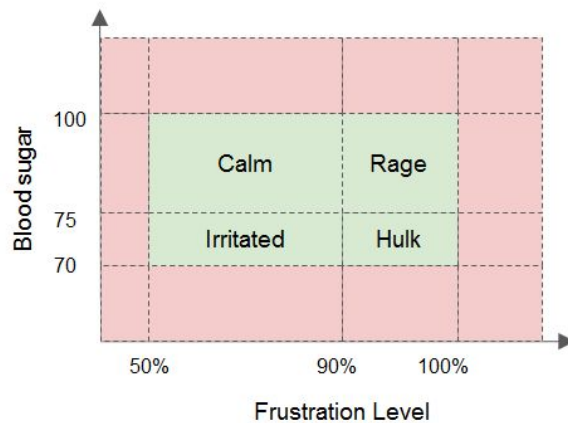 100
Calm
Rage
Blood sugar
75
Irritated
Hulk
70
50%
90%
100%
Frustration Level